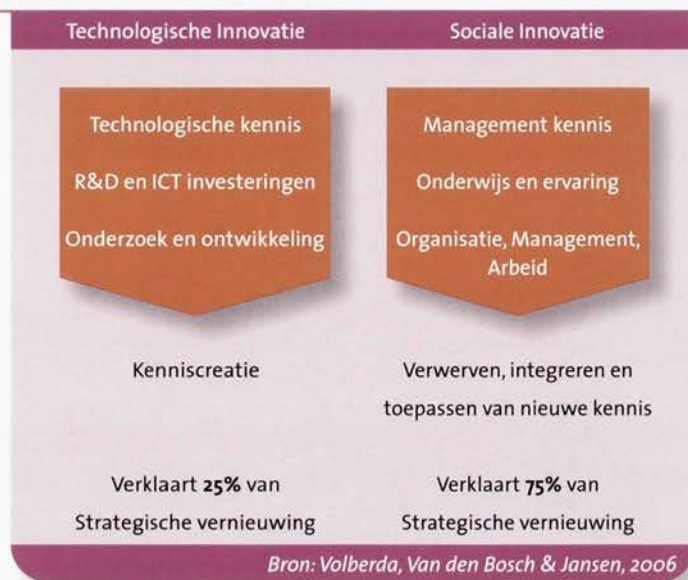 Technologische Innovatie
Technologische kennis
R&D en ICT investeringen
Onderzoek en ontwikkeling
Kenniscreatie
Verklaart 25% van
Strategische vernieuwing
Sociale Innovatie
Management kennis
Onderwijs en ervaring
Organisatie, Management,
Arbeid
Verwerven, integreren en
toepassen van nieuwe kennis
Verklaart 75% van
Strategische vernieuwing
Bron: Volberda, Van den Bosch & Jansen, 2006